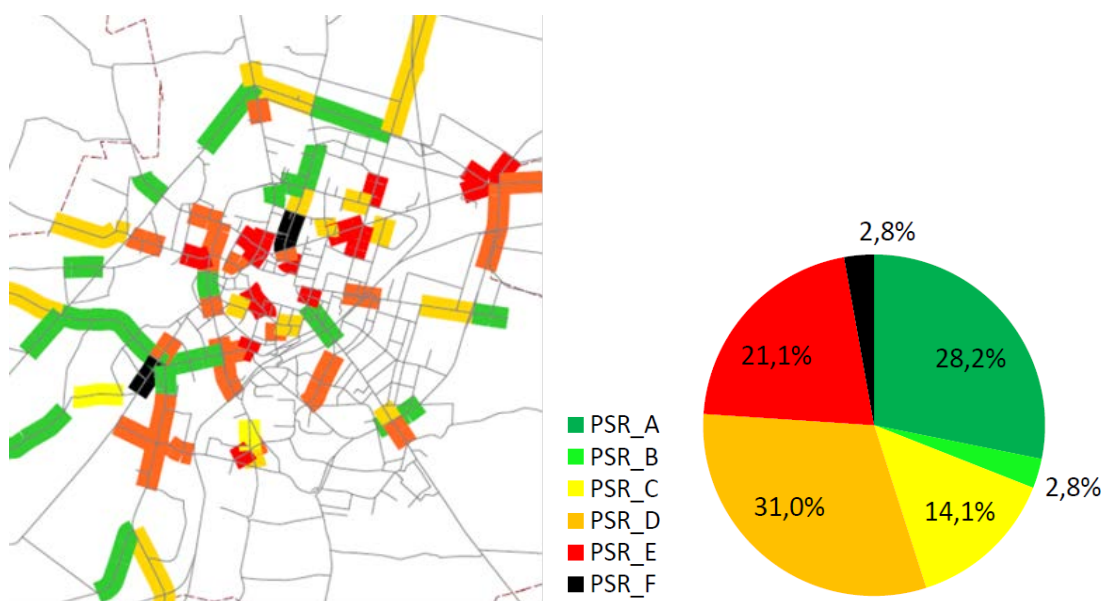 2,8%
21,1%
28,2%
31,0%
14,1%
2,8%
PSR_A
PSR_B
PSR_C
PSR_D
PSR_E
PSR_F